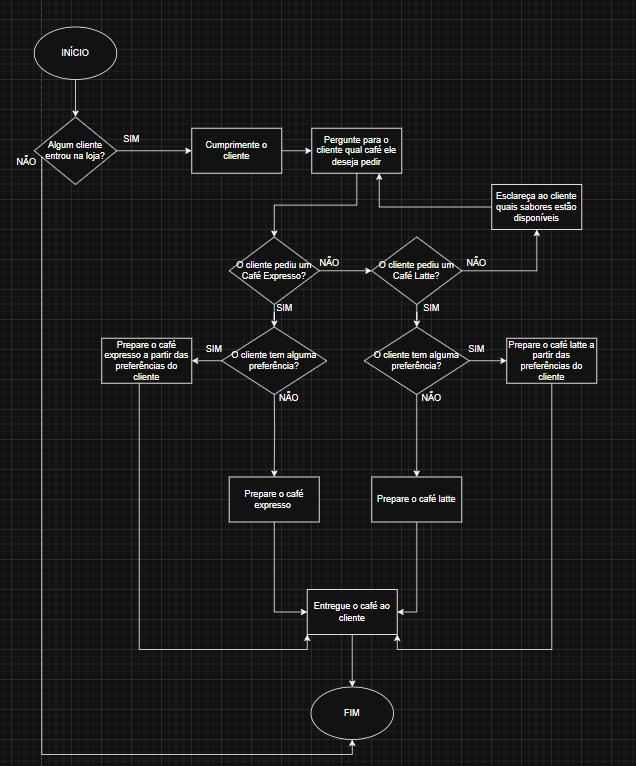 INÍCIO
Algum cliente
entrou na loja?
SIM
NÃO
Cumprimente o
cliente
Pergunte para o
cliente qual café ele
deseja pedir
Esclareça ao cliente
quais sabores estão
disponíveis
O cliente pediu um
Café Expresso?
NÃO
O cliente pediu um
Café Latte?
NÃO
SIM
SIM
Prepare o café
expresso a partir das
preferências do
cliente
SIM
O cliente tem alguma
preferência?
O cliente tem alguma
preferência?
SIM
Prepare o café latte a
partir das
preferências do
cliente
NÃO
NÃO
Prepare o café
expresso
Prepare o café latte
Entregue o café ao
cliente
FIM